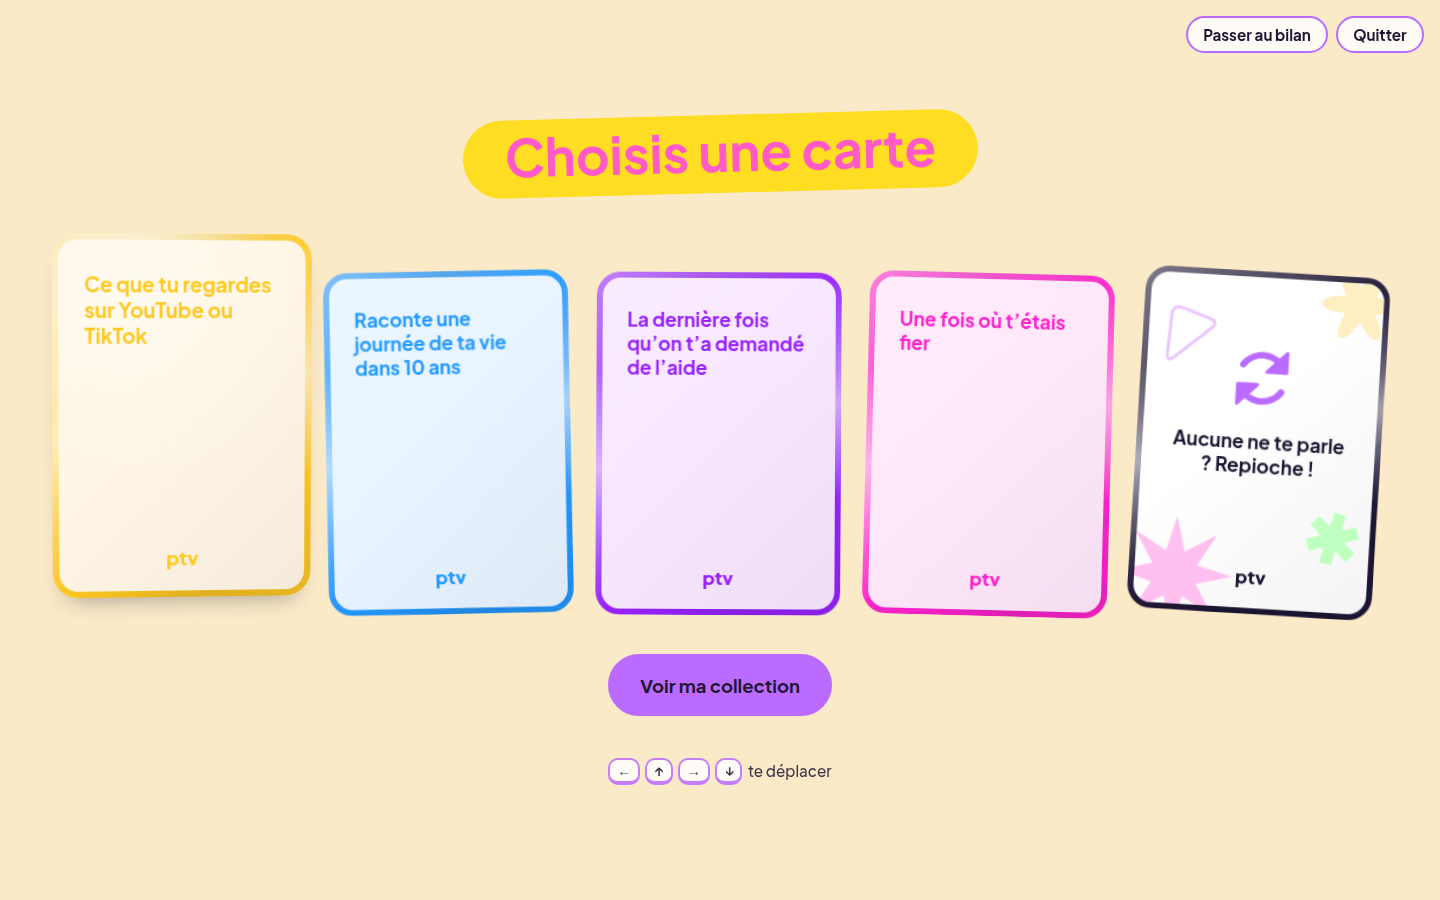 Passer au bilan
Quitter
Choisis une carte
Ce que tu regardes
sur YouTube ou
TikTok
ptv
Raconte une
journée de ta vie
dans 10 ans
ptv
La dernière fois
qu’on t’a demandé
de l’aide
ptv
Une fois où t’étais
fier
ptv
Aucune ne te parle
? Repioche !
ptv
Voir ma collection
← ↑ → ↓ te déplacer